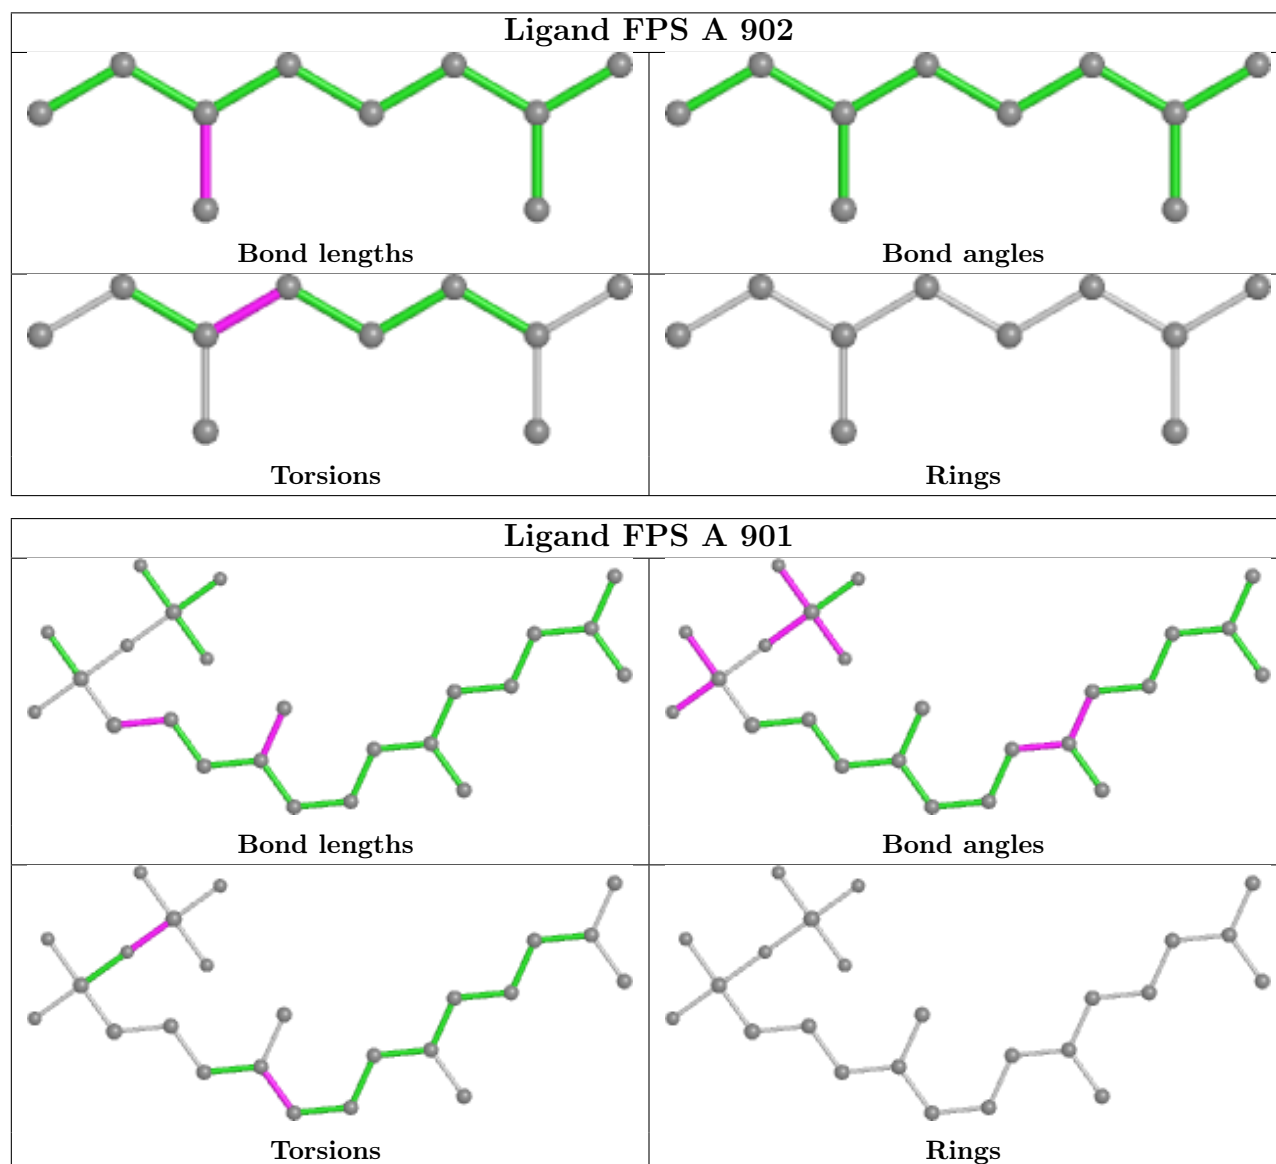 Ligand FPS A 902
Bond lengths
Bond angles
Torsions
Rings
Ligand FPS A 901
Bond lengths
Bond angles
Torsions
Rings